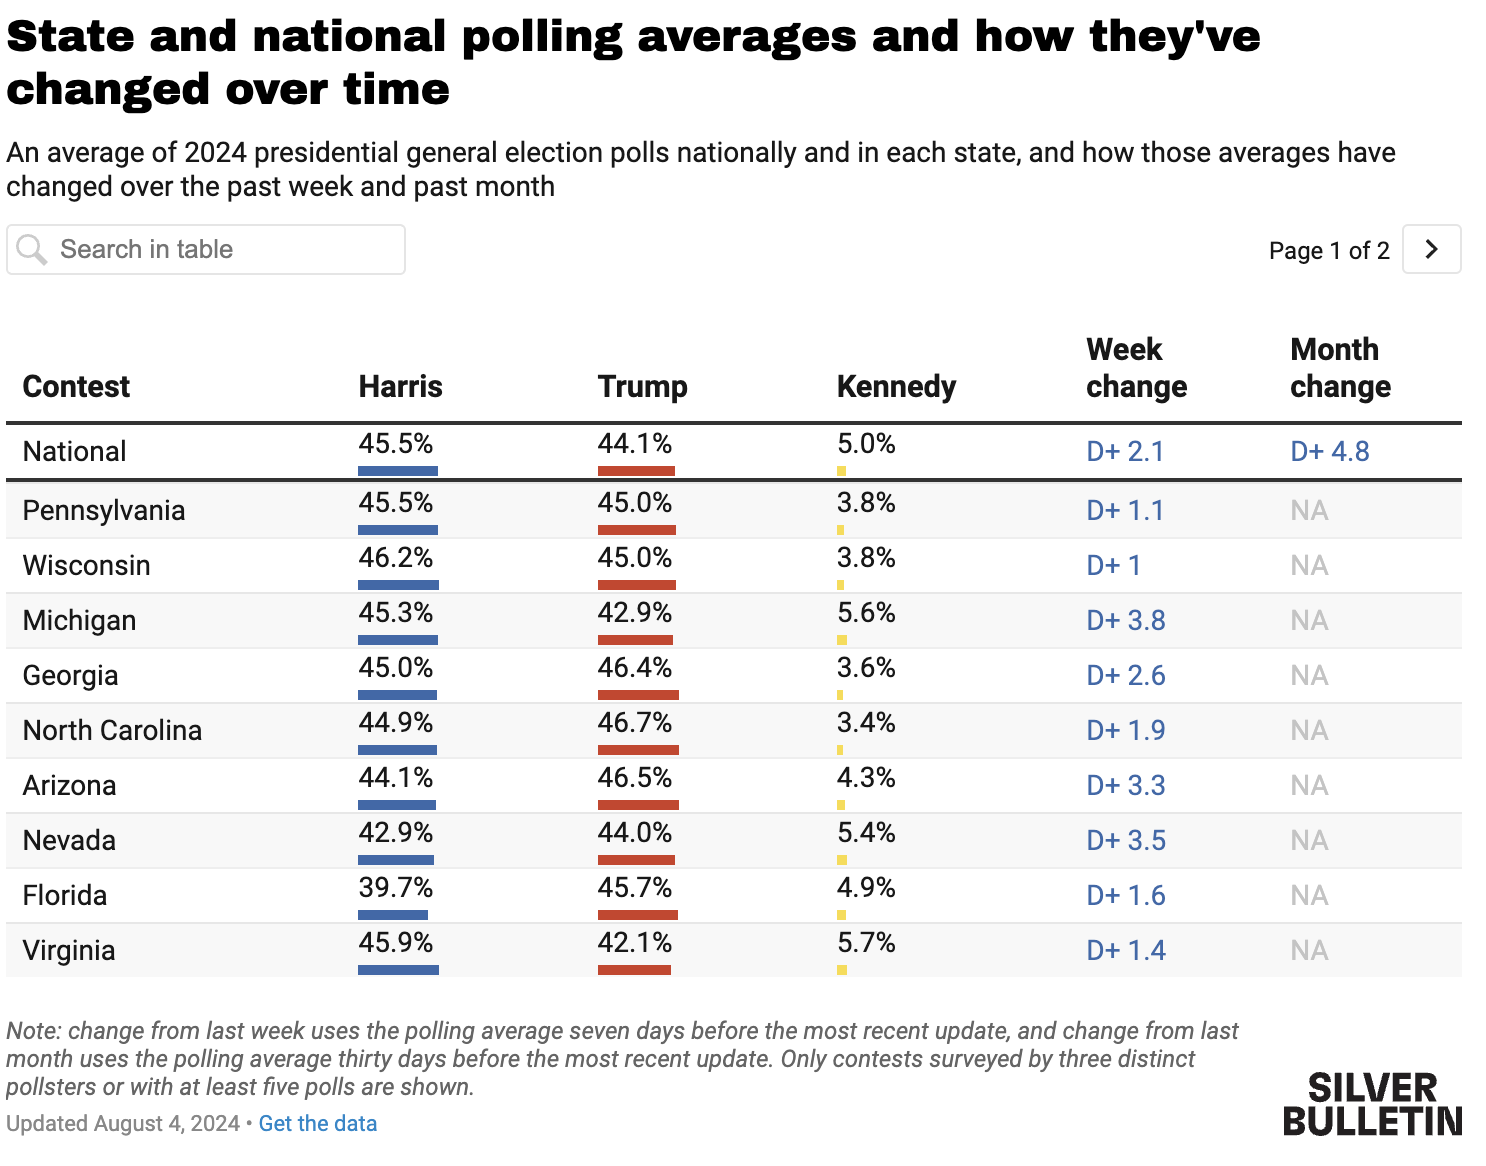 State and national polling averages and how they've
changed over time
An average of 2024 presidential general election polls nationally and in each state, and how those averages have
changed over the past week and past month
Search in table
Page 1 of 2
Contest Harris Trump Kennedy Week change Month change
National 45.5% 44.1% 5.0% D+ 2.1 D+ 4.8
Pennsylvania 45.5% 45.0% 3.8% D+ 1.1 NA
Wisconsin 46.2% 45.0% 3.8% D+ 1 NA
Michigan 45.3% 42.9% 5.6% D+ 3.8 NA
Georgia 45.0% 46.4% 3.6% D+ 2.6 NA
North Carolina 44.9% 46.7% 3.4% D+ 1.9 NA
Arizona 44.1% 46.5% 4.3% D+ 3.3 NA
Nevada 42.9% 44.0% 5.4% D+ 3.5 NA
Florida 39.7% 45.7% 4.9% D+ 1.6 NA
Virginia 45.9% 42.1% 5.7% D+ 1.4 NA
Note: change from last week uses the polling average seven days before the most recent update, and change from last
month uses the polling average thirty days before the most recent update. Only contests surveyed by three distinct
pollsters or with at least five polls are shown.
Updated August 4, 2024 • Get the data
SILVER
BULLETIN